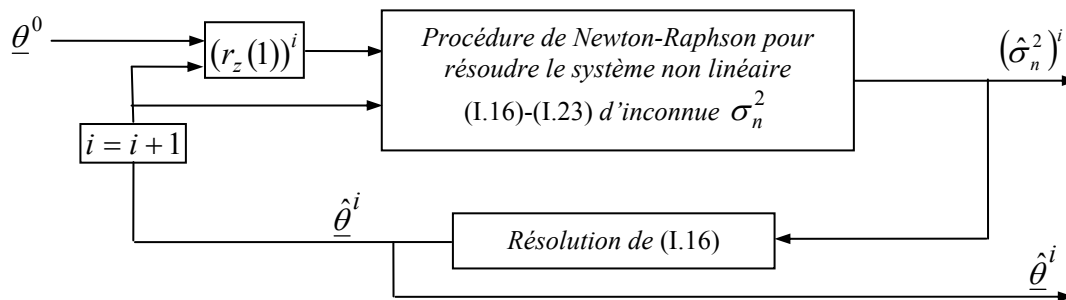 θ̲⁰
(r_z(1))ⁱ
Procédure de Newton-Raphson pour
résoudre le système non linéaire
(I.16)-(I.23) d'inconnue σ_n²
(σ̂_n²)ⁱ
i = i + 1
θ̲̂ⁱ
Résolution de (I.16)
θ̲̂ⁱ